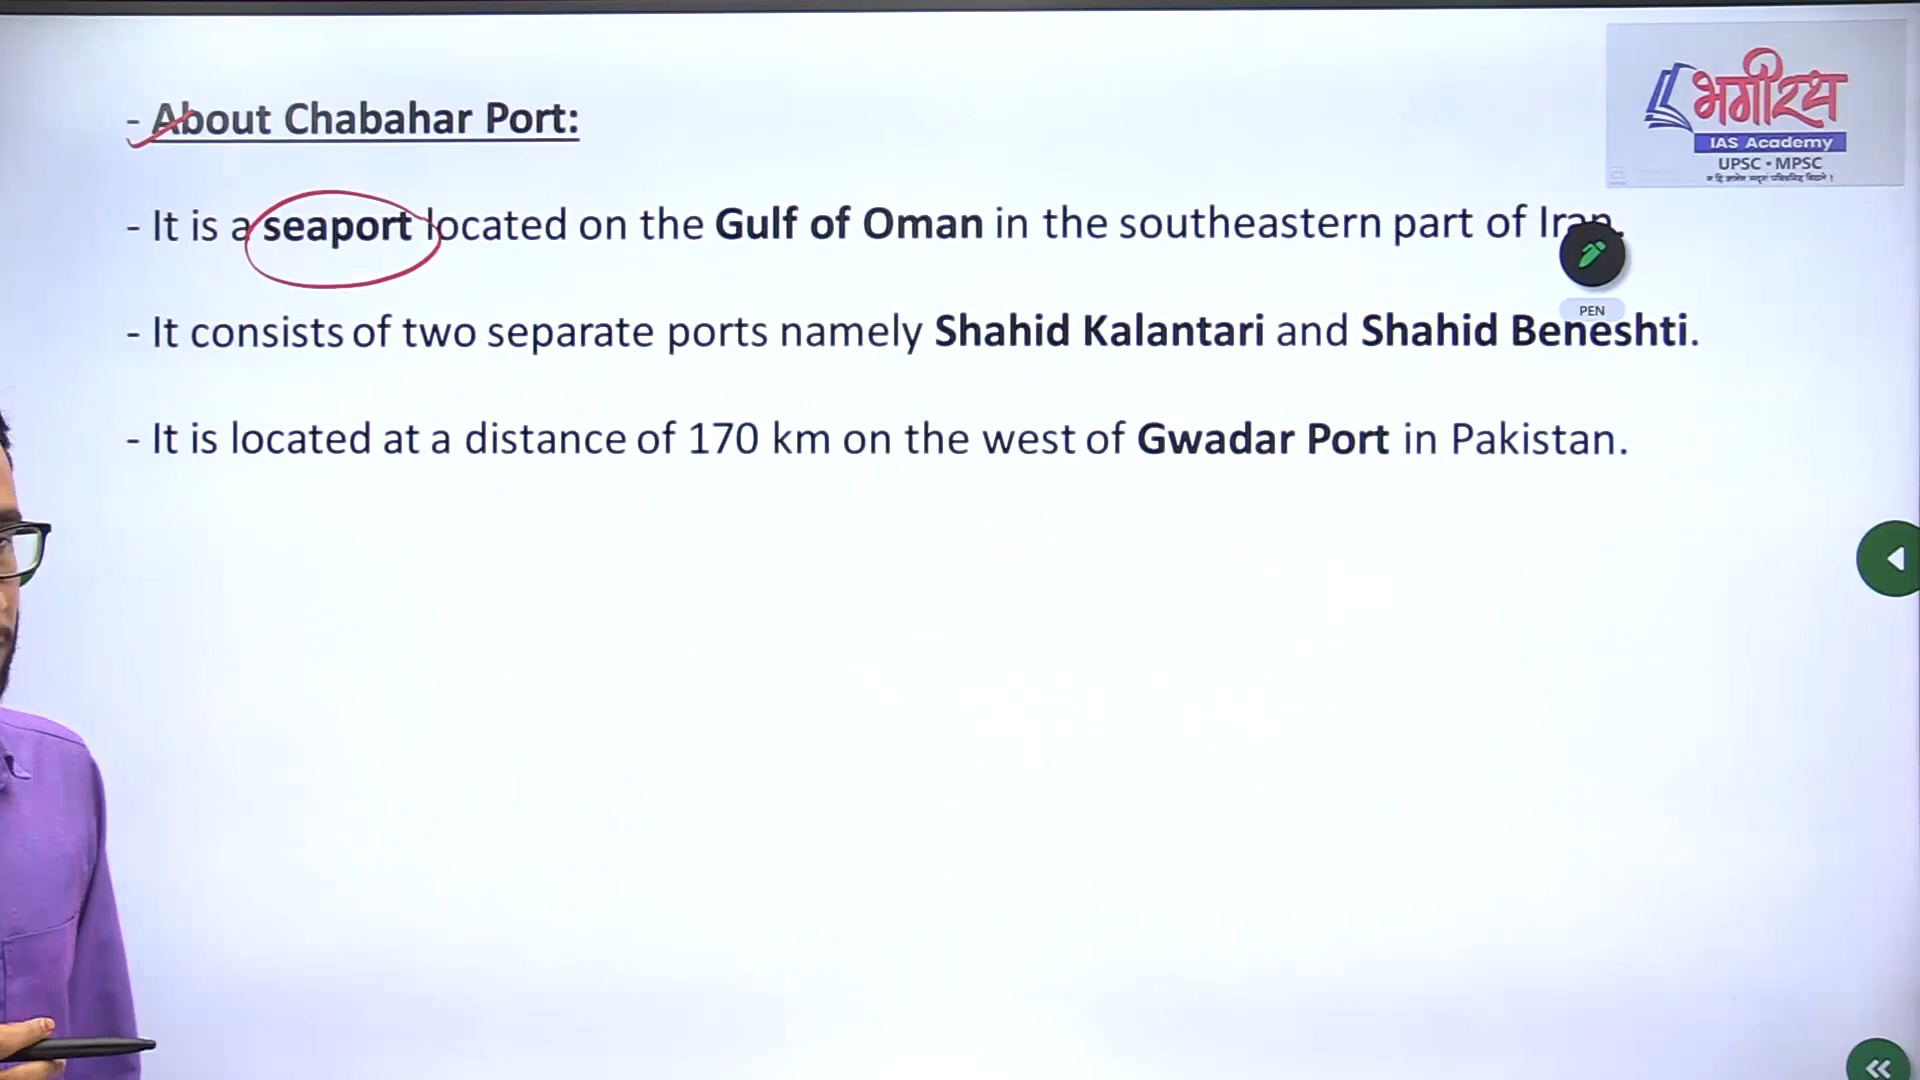 - About Chabahar Port:
- It is a seaport located on the Gulf of Oman in the southeastern part of Iran.
- It consists of two separate ports namely Shahid Kalantari and Shahid Beneshti.
- It is located at a distance of 170 km on the west of Gwadar Port in Pakistan.
PEN
भगीरथ
IAS Academy
UPSC • MPSC